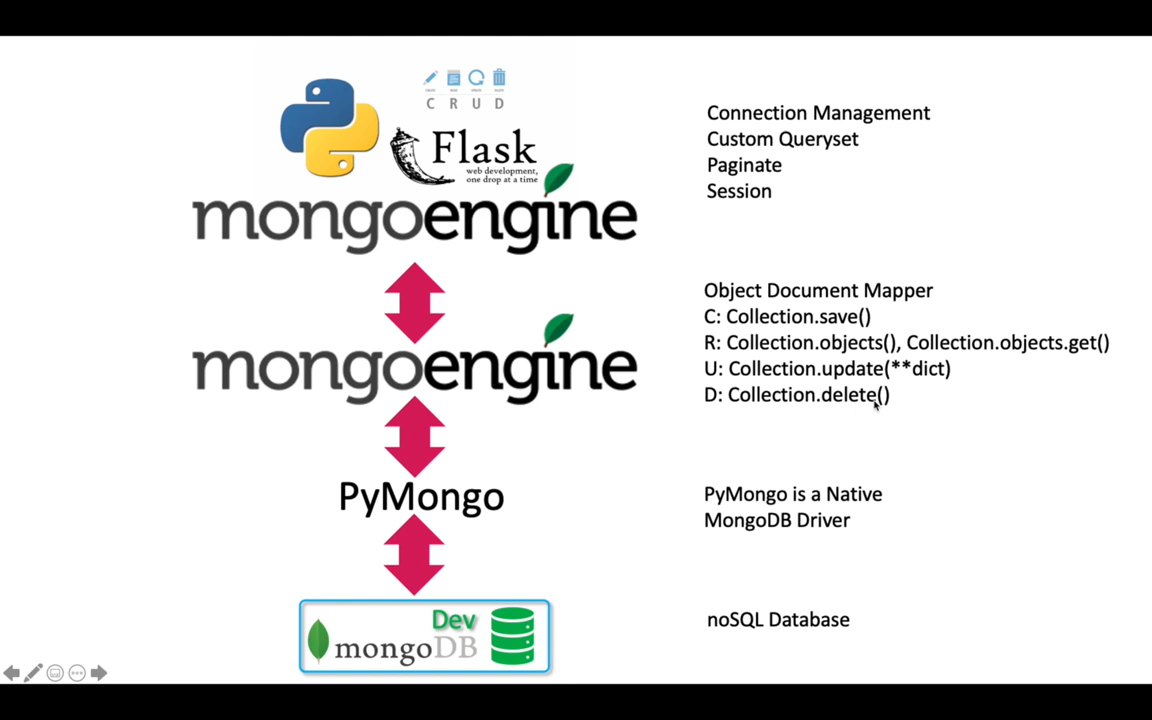 C R U D
Flask
web development,
one drop at a time
mongoengine
Connection Management
Custom Queryset
Paginate
Session
mongoengine
Object Document Mapper
C: Collection.save()
R: Collection.objects(), Collection.objects.get()
U: Collection.update(**dict)
D: Collection.delete()
PyMongo
PyMongo is a Native
MongoDB Driver
Dev
mongoDB
noSQL Database